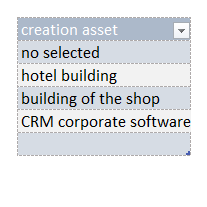 creation asset
no selected
hotel building
building of the shop
CRM corporate software